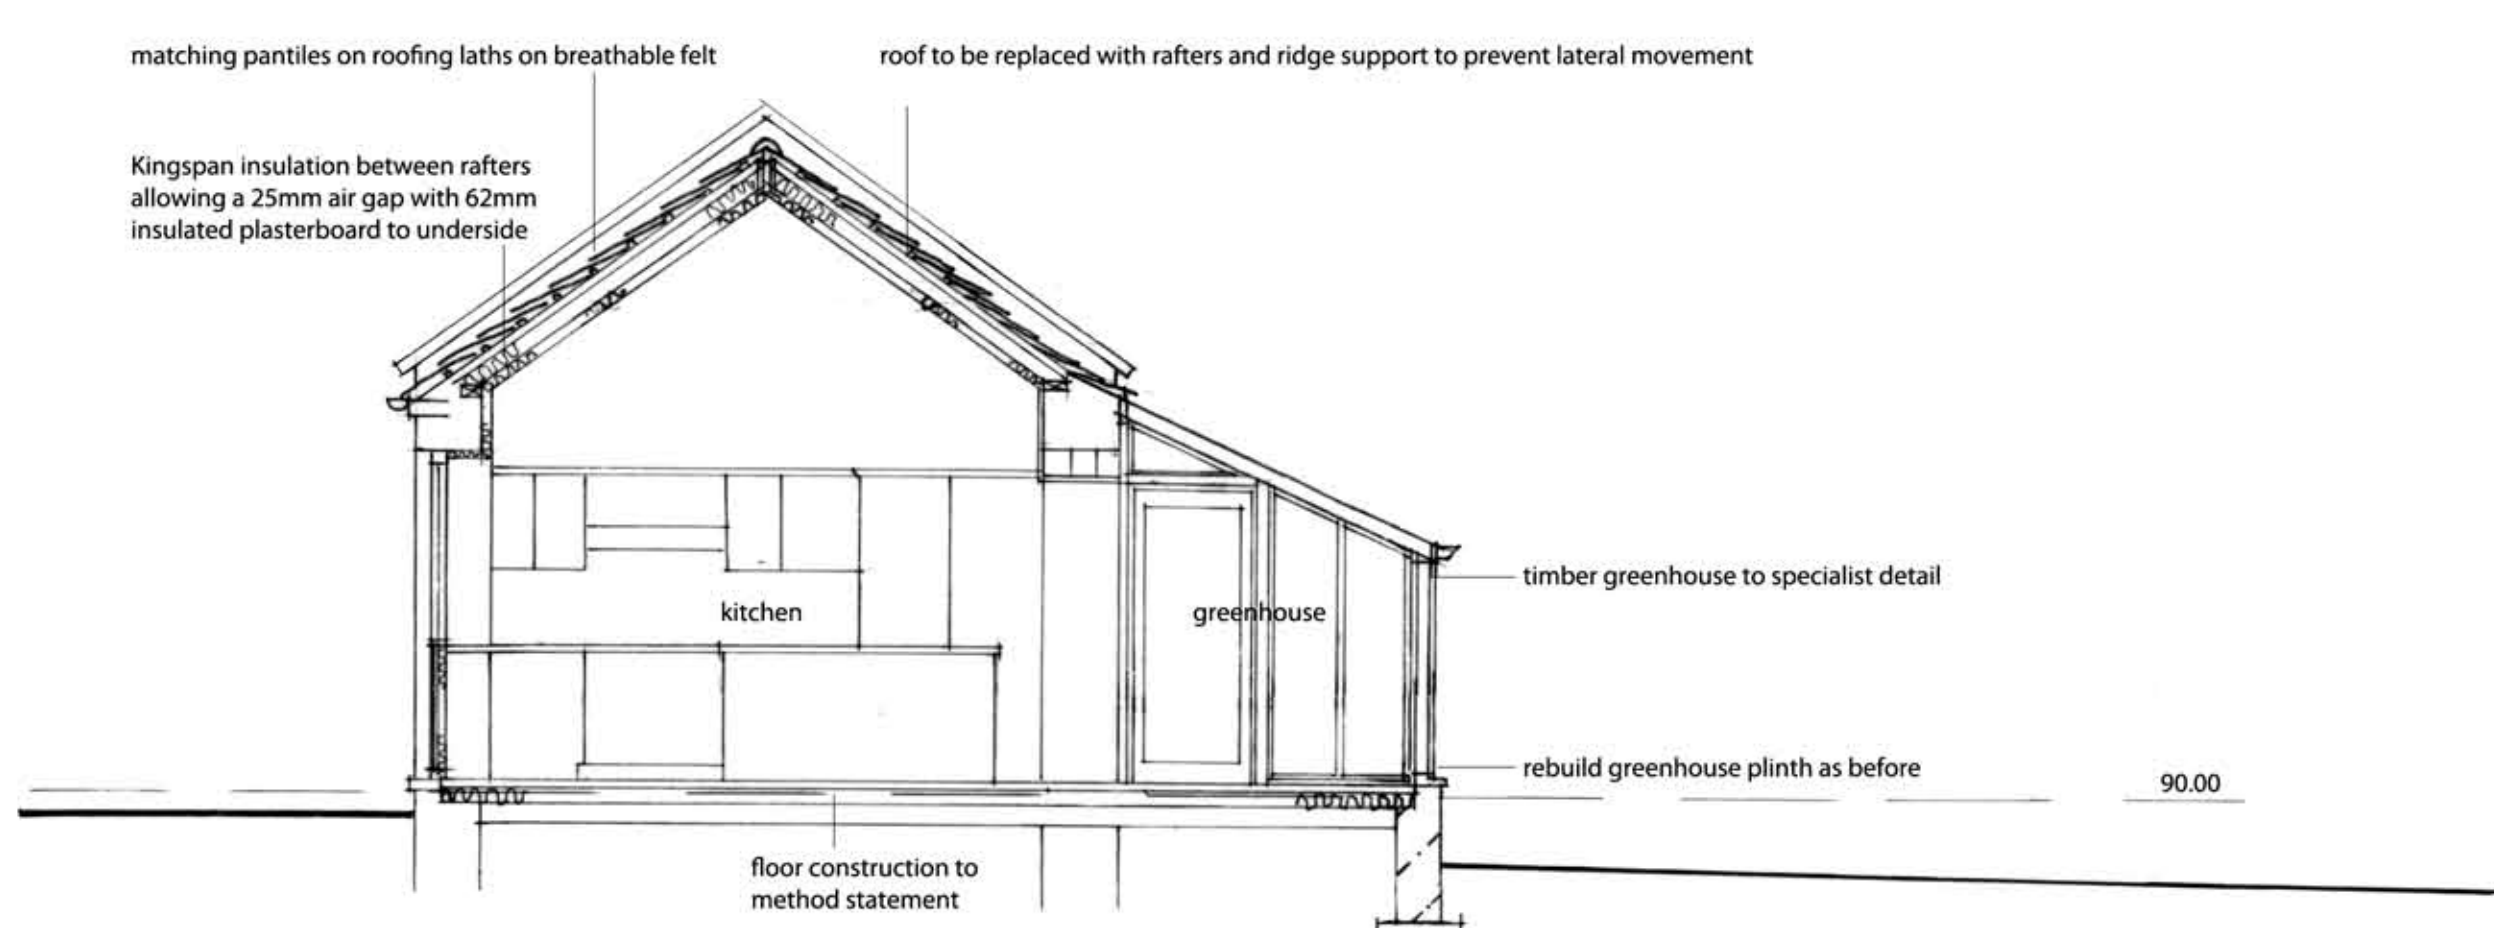 matching pantiles on roofing laths on breathable felt
roof to be replaced with rafters and ridge support to prevent lateral movement
Kingspan insulation between rafters
allowing a 25mm air gap with 62mm
insulated plasterboard to underside
timber greenhouse to specialist detail
kitchen
greenhouse
rebuild greenhouse plinth as before
90.00
floor construction to
method statement